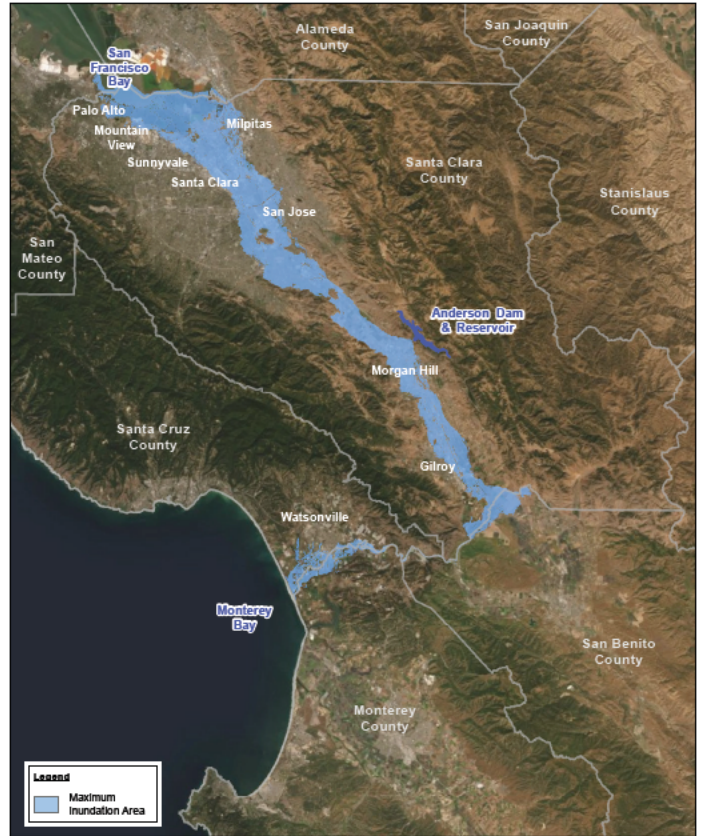 Alameda
County
San Joaquin
County
San
Francisco
Bay
Palo Alto
Mountain
View
Milpitas
Sunnyvale
Santa Clara
Santa Clara
County
Stanislaus
County
San Jose
San
Mateo
County
Anderson Dam
& Reservoir
Morgan Hill
Santa Cruz
County
Gilroy
Watsonville
Monterey
Bay
San Benito
County
Monterey
County
Legend
Maximum
Inundation Area